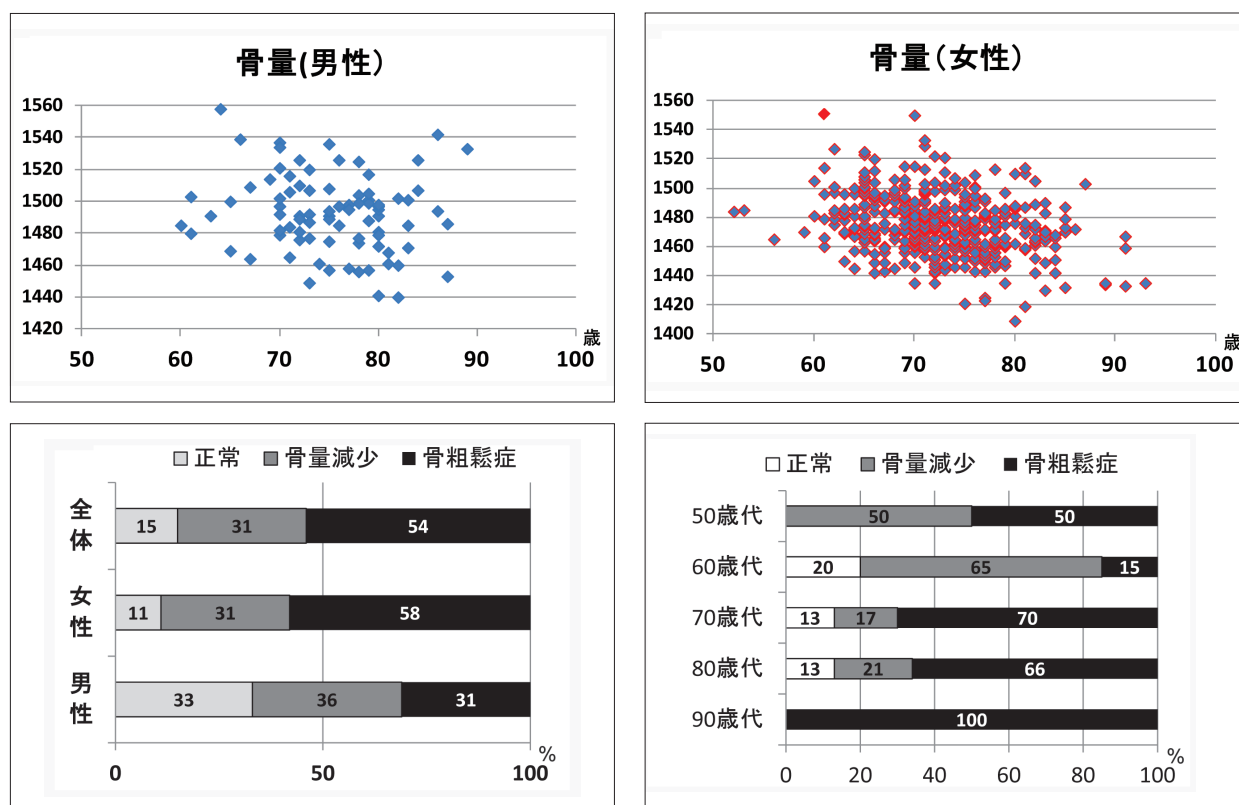 骨量(男性)
1560
1540
1520
1500
1480
1460
1440
1420
50 60 70 80 90 100
歳
骨量(女性)
1560
1540
1520
1500
1480
1460
1440
1420
1400
50 60 70 80 90 100
歳
正常 骨量減少 骨粗鬆症
全体 15 31 54
女性 11 31 58
男性 33 36 31
0 50 100
%
正常 骨量減少 骨粗鬆症
50歳代 50 50
60歳代 20 65 15
70歳代 13 17 70
80歳代 13 21 66
90歳代 100
0 20 40 60 80 100
%